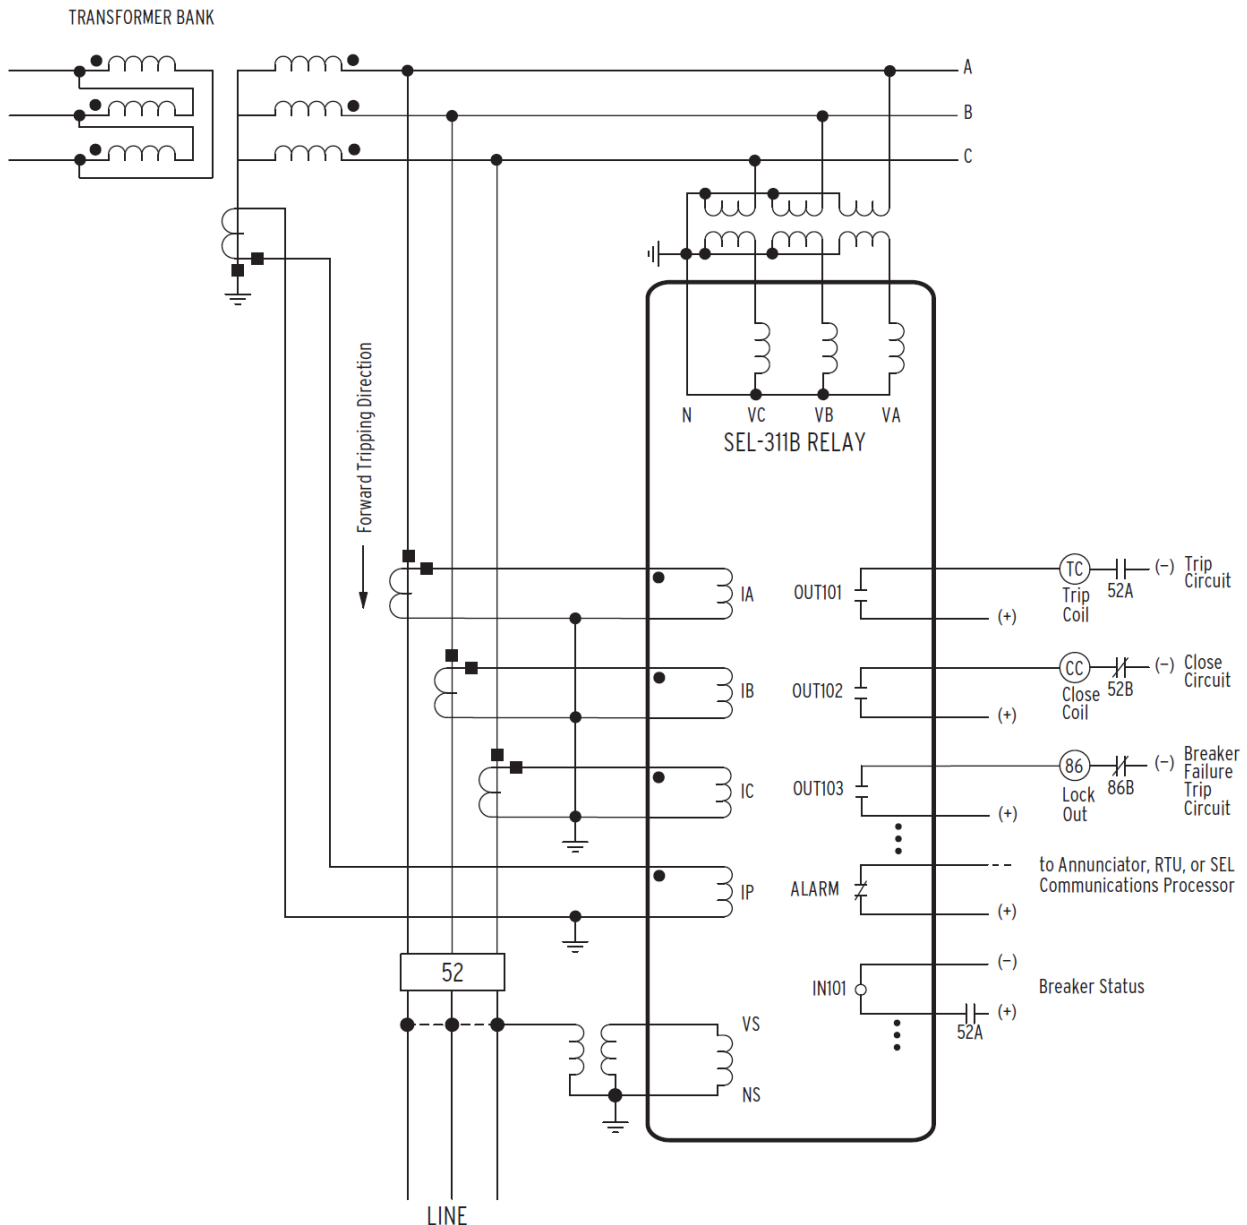 TRANSFORMER BANK
A
B
C
Forward Tripping Direction
N
VC
VB
VA
SEL-311B RELAY
IA
OUT101
TC
Trip
Coil
52A
(–)
Trip
Circuit
(+)
IB
OUT102
CC
Close
Coil
52B
(–)
Close
Circuit
(+)
IC
OUT103
86
Lock
Out
86B
(–)
Breaker
Failure
Trip
Circuit
(+)
IP
ALARM
to Annunciator, RTU, or SEL
Communications Processor
(+)
52
IN101
(–)
Breaker Status
(+)
52A
VS
NS
LINE